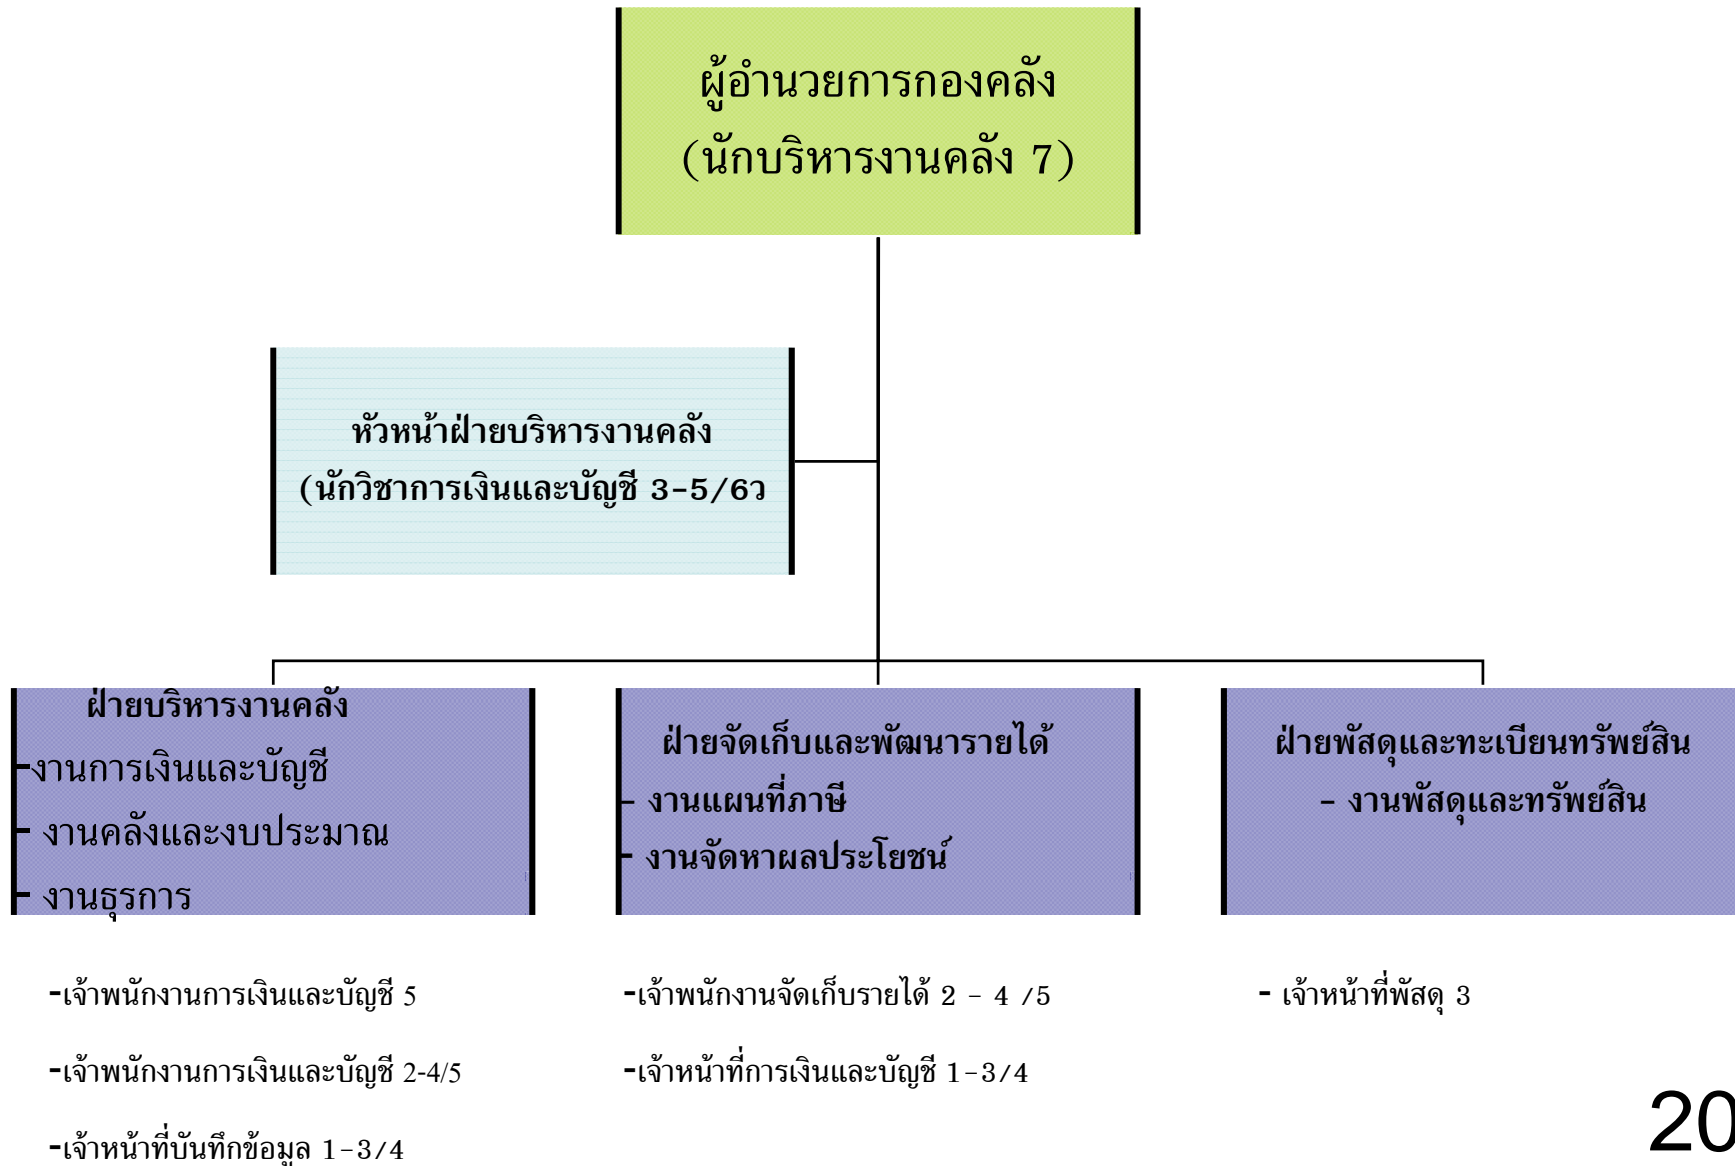 ผู้อำนวยการกองคลัง
(นักบริหารงานคลัง 7)
หัวหน้าฝ่ายบริหารงานคลัง
(นักวิชาการเงินและบัญชี 3-5/6ว
ฝ่ายบริหารงานคลัง
-งานการเงินและบัญชี
- งานคลังและงบประมาณ
- งานธุรการ
ฝ่ายจัดเก็บและพัฒนารายได้
- งานแผนที่ภาษี
- งานจัดหาผลประโยชน์
ฝ่ายพัสดุและทะเบียนทรัพย์สิน
- งานพัสดุและทรัพย์สิน
-เจ้าพนักงานการเงินและบัญชี 5
-เจ้าพนักงานการเงินและบัญชี 2-4/5
-เจ้าหน้าที่บันทึกข้อมูล 1-3/4
-เจ้าพนักงานจัดเก็บรายได้ 2 - 4 /5
-เจ้าหน้าที่การเงินและบัญชี 1-3/4
- เจ้าหน้าที่พัสดุ 3
20